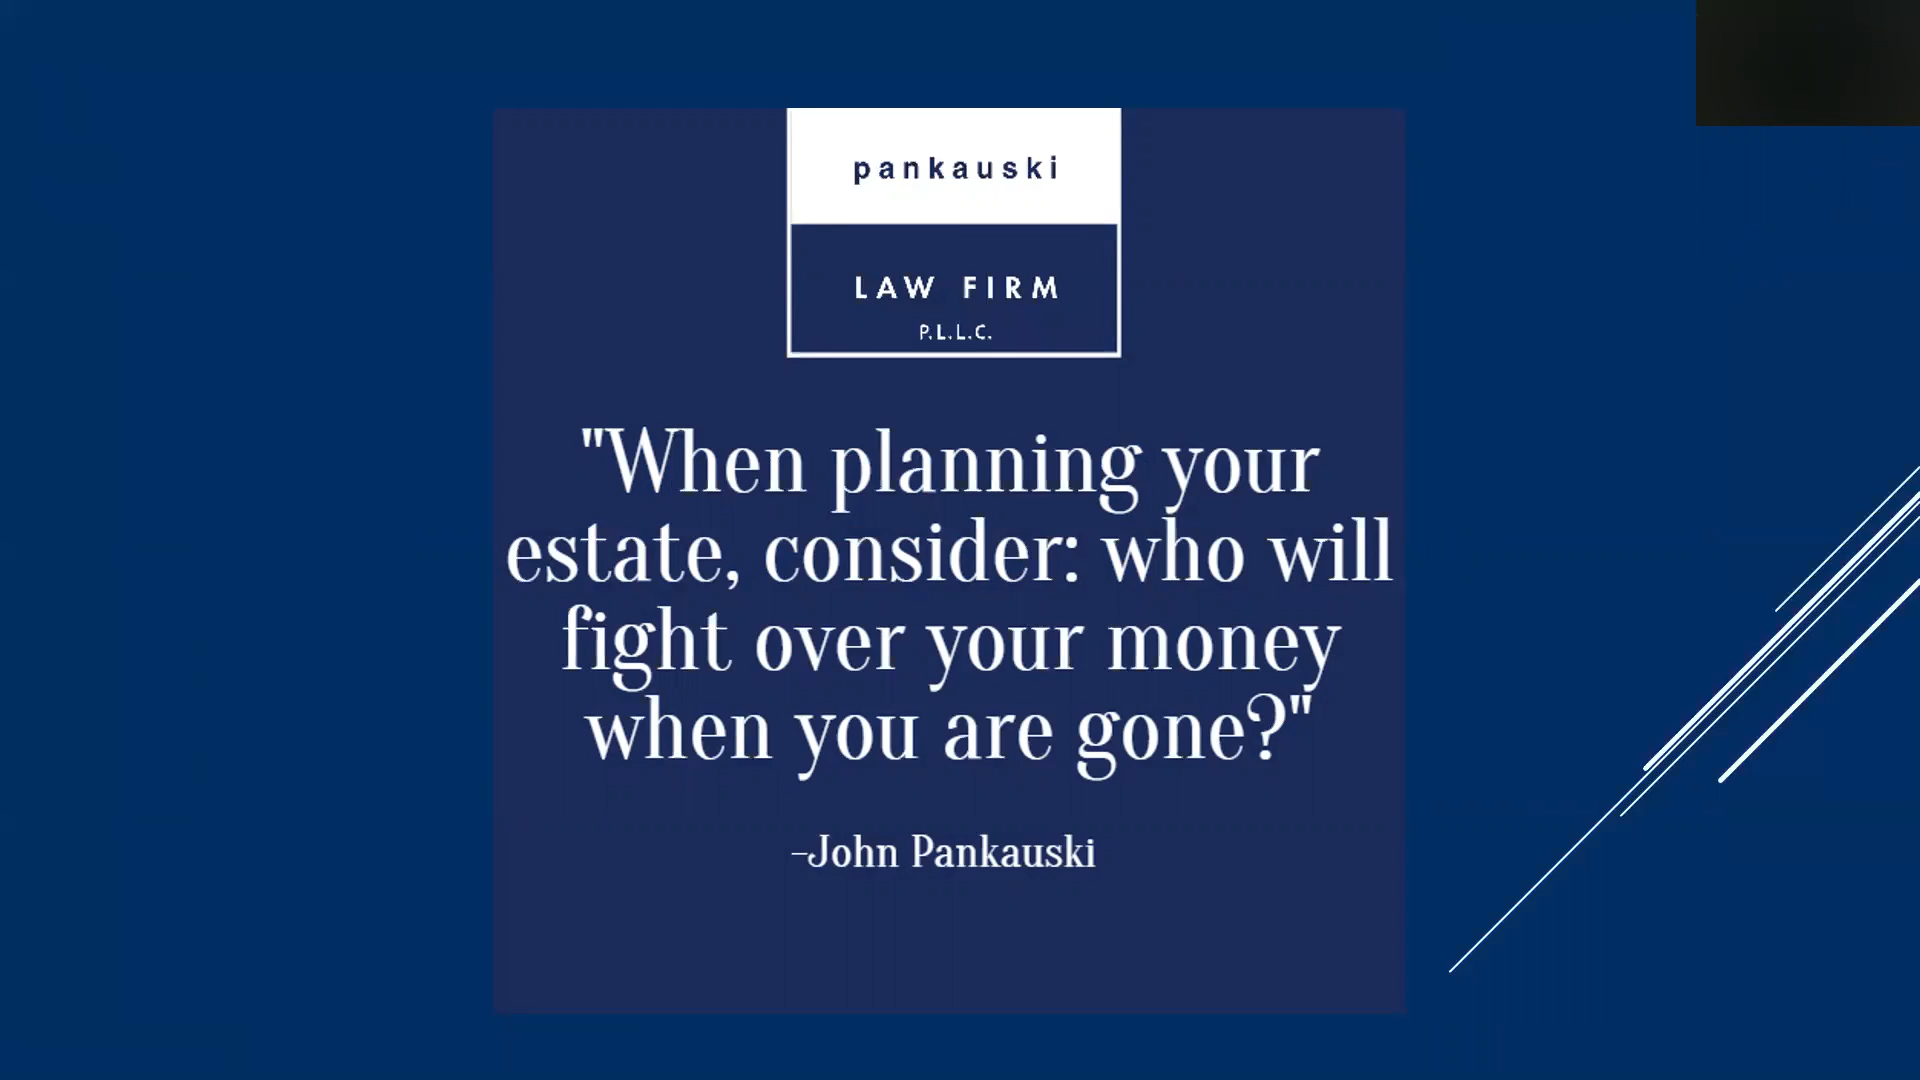 pankauski
LAW FIRM
P.L.L.C.
"When planning your
estate, consider: who will
fight over your money
when you are gone?"
–John Pankauski